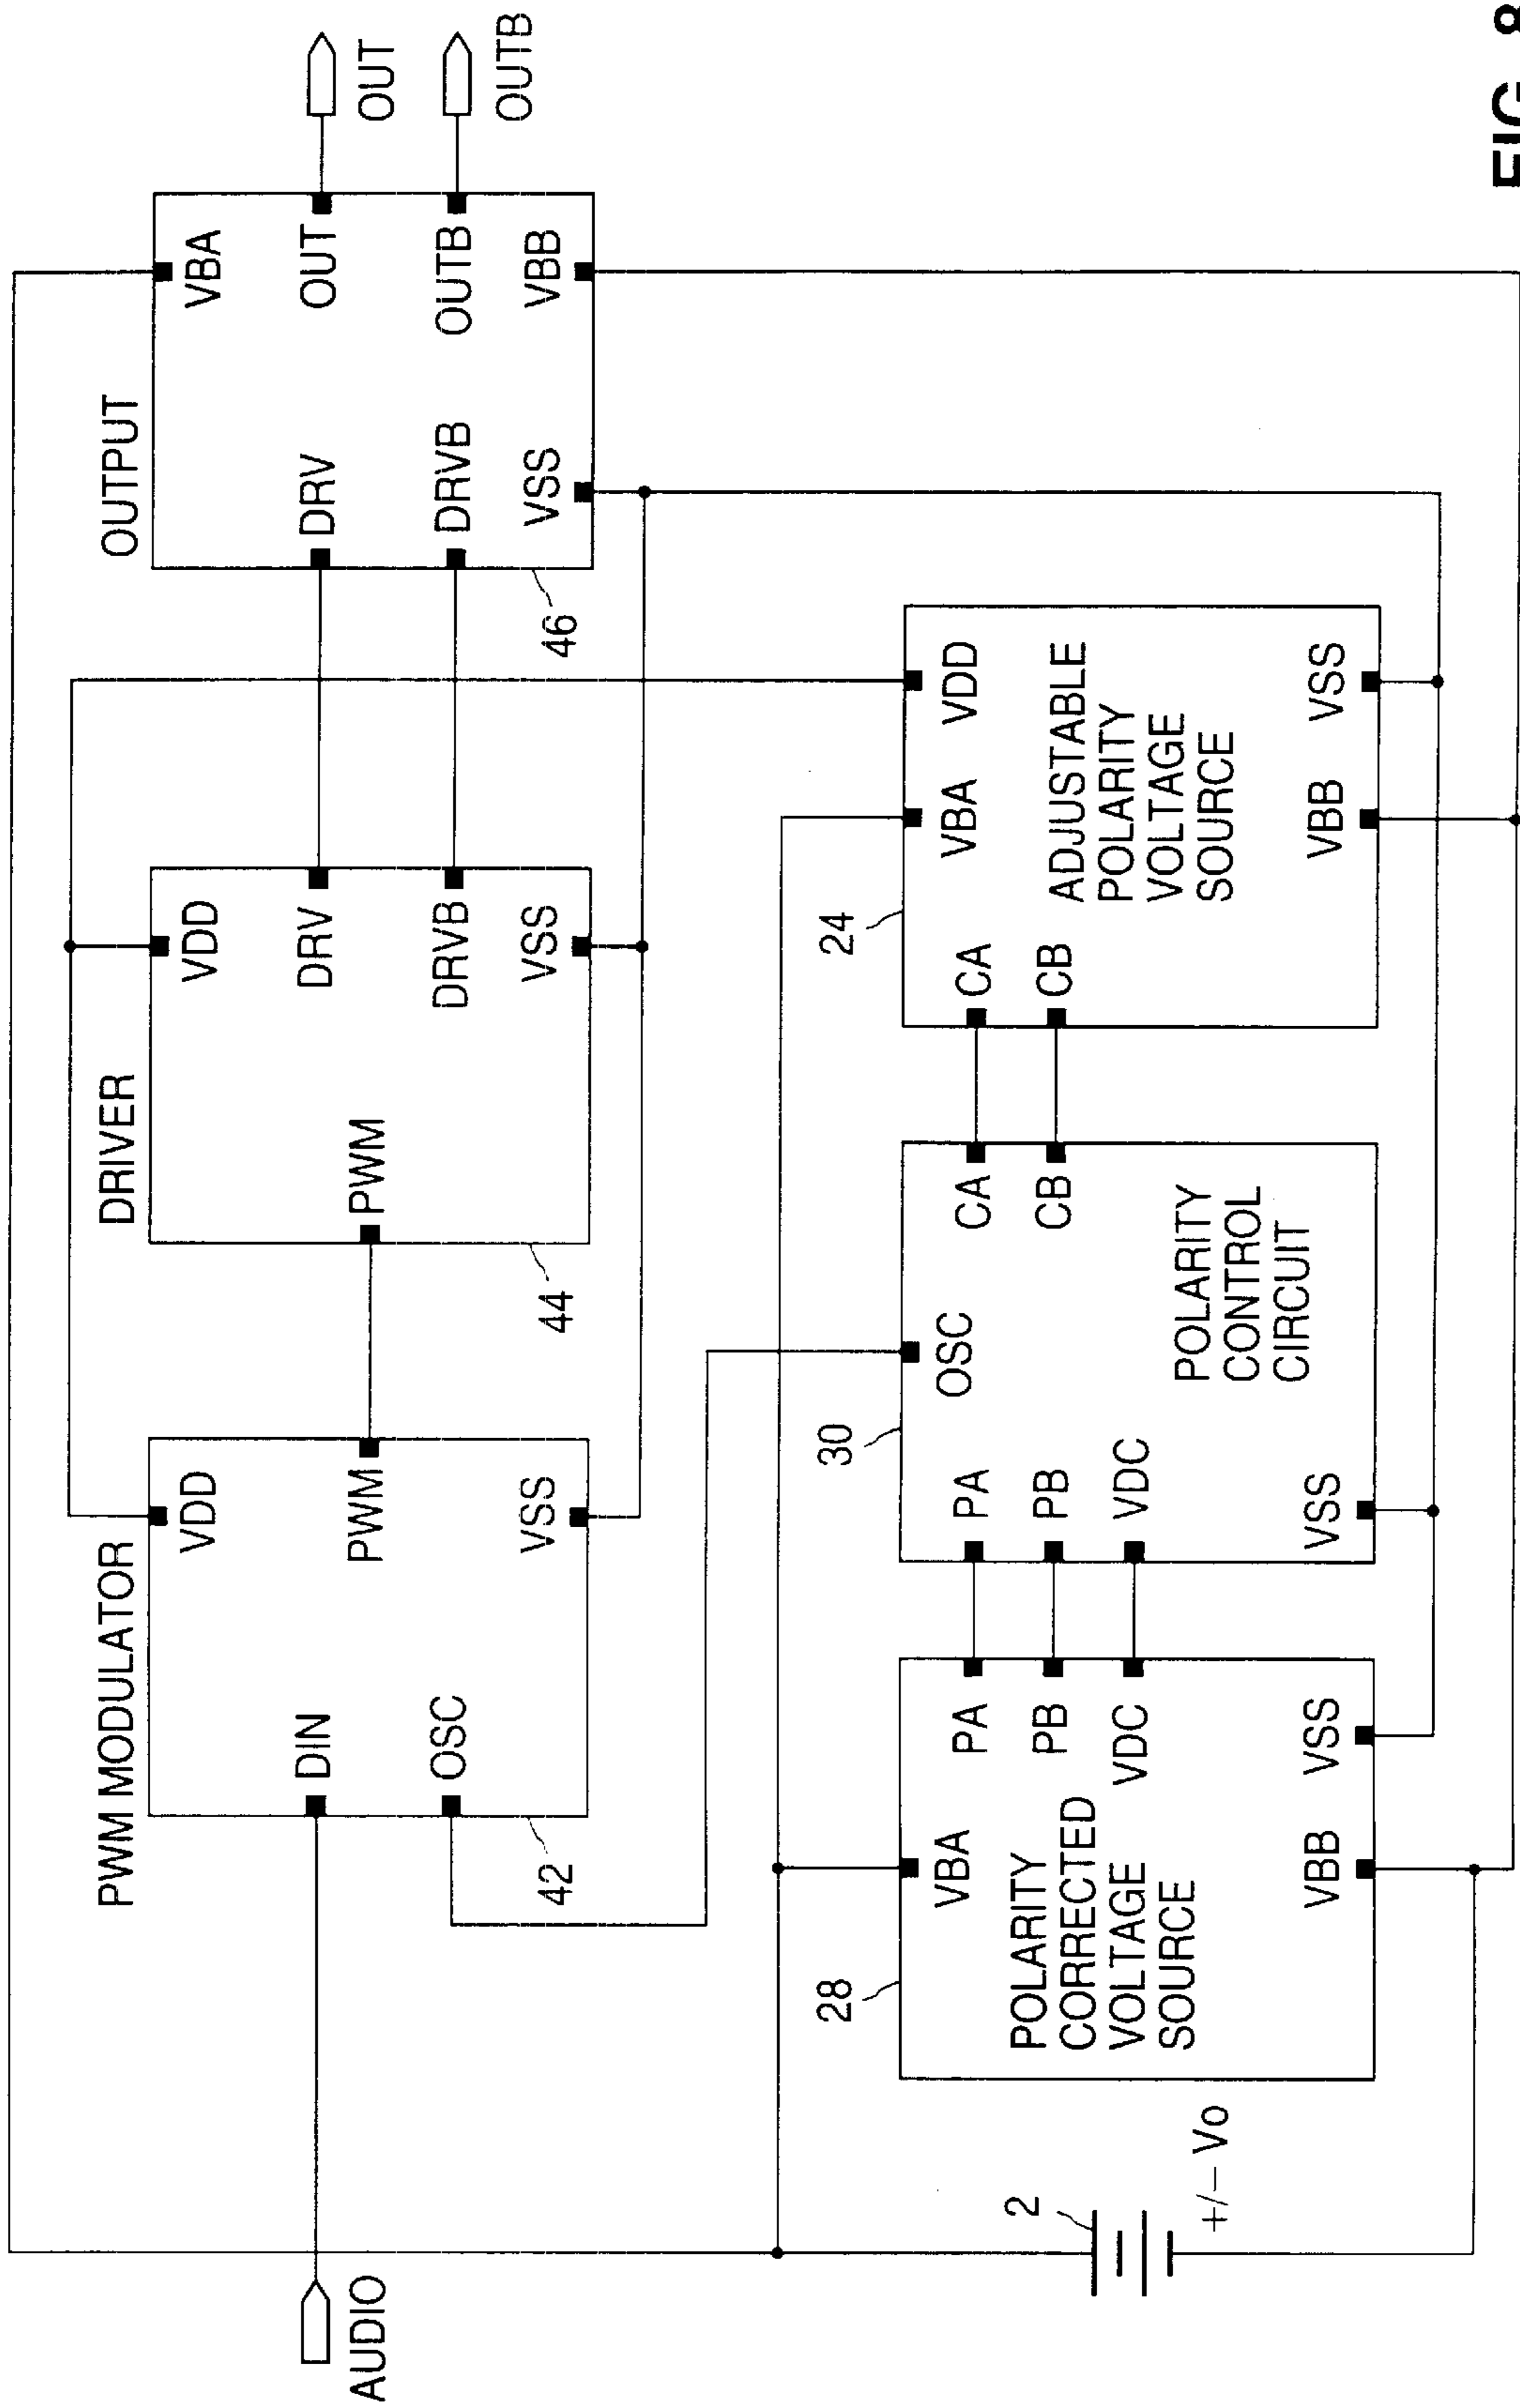 PWM MODULATOR
VDD
DIN
PWM
OSC
VSS
42
DRIVER
VDD
DRV
PWM
DRVB
VSS
44
OUTPUT
VBA
DRV
OUT
DRVB
OUTB
VSS
VBB
46
OUT
OUTB
AUDIO
2
+/− Vo
28
VBA
PA
POLARITY
CORRECTED
VOLTAGE
SOURCE
PB
VDC
VBB
VSS
30
OSC
PA
CA
PB
CB
VDC
POLARITY
CONTROL
CIRCUIT
VSS
24
VBA
VDD
CA
CB
ADJUSTABLE
POLARITY
VOLTAGE
SOURCE
VBB
VSS
FIG. 8